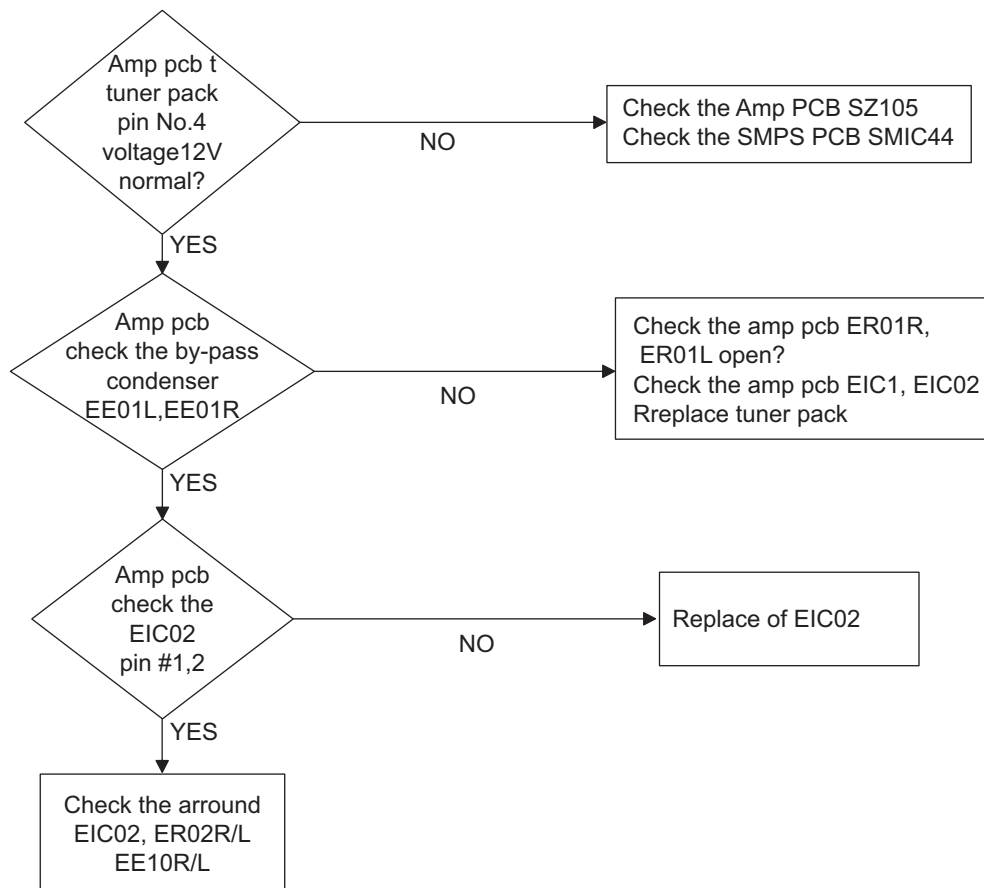 Amp pcb t
tuner pack
pin No.4
voltage12V
normal?
NO
Check the Amp PCB SZ105
Check the SMPS PCB SMIC44
YES
Amp pcb
check the by-pass
condenser
EE01L,EE01R
NO
Check the amp pcb ER01R,
ER01L open?
Check the amp pcb EIC1, EIC02
Rreplace tuner pack
YES
Amp pcb
check the
EIC02
pin #1,2
NO
Replace of EIC02
YES
Check the arround
EIC02, ER02R/L
EE10R/L